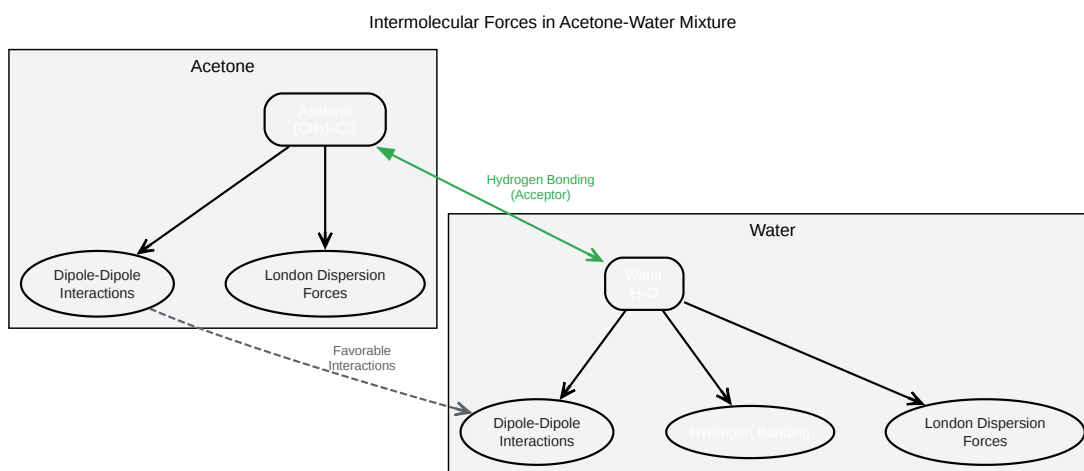 Intermolecular Forces in Acetone-Water Mixture
Acetone
Acetone
(CH₃)₂CO
Hydrogen Bonding
(Acceptor)
Water
Dipole-Dipole
Interactions
London Dispersion
Forces
Water
H₂O
Favorable
Interactions
Dipole-Dipole
Interactions
Hydrogen Bonding
London Dispersion
Forces